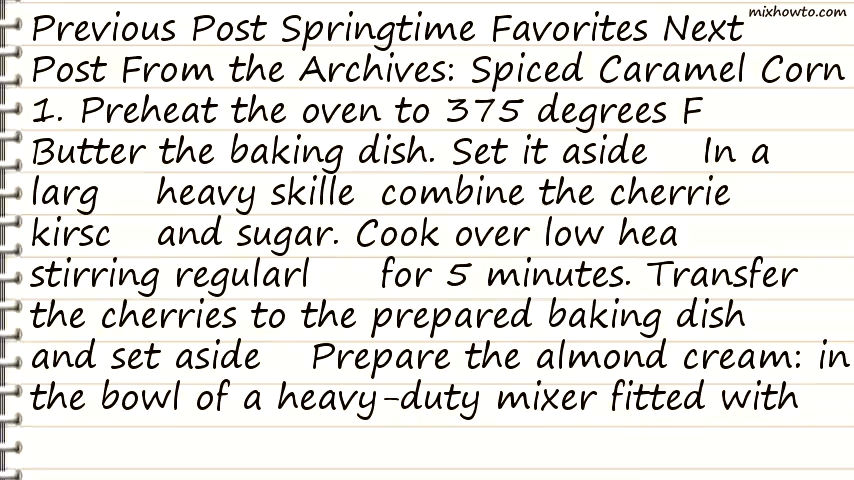 mixhowto.com
Previous Post Springtime Favorites Next
Post From the Archives: Spiced Caramel Corn
1. Preheat the oven to 375 degrees F
Butter the baking dish. Set it aside In a
larg heavy skille combine the cherrie
kirsc and sugar. Cook over low hea
stirring regularl for 5 minutes. Transfer
the cherries to the prepared baking dish
and set aside Prepare the almond cream: in
the bowl of a heavy-duty mixer fitted with